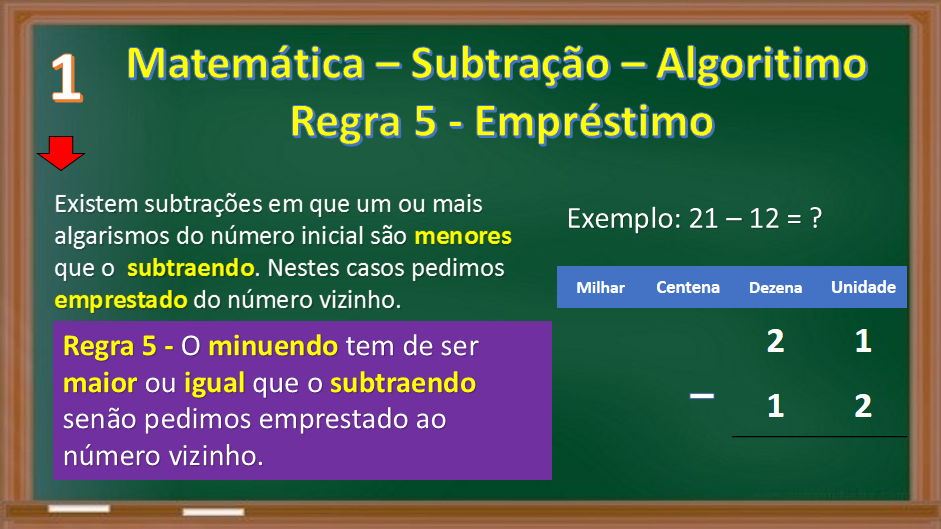 1
Matemática – Subtração – Algoritimo
Regra 5 - Empréstimo
Existem subtrações em que um ou mais
algarismos do número inicial são menores
que o subtraendo. Nestes casos pedimos
emprestado do número vizinho.
Regra 5 - O minuendo tem de ser
maior ou igual que o subtraendo
senão pedimos emprestado ao
número vizinho.
Exemplo: 21 – 12 = ?
Milhar Centena Dezena Unidade
2 1
– 1 2